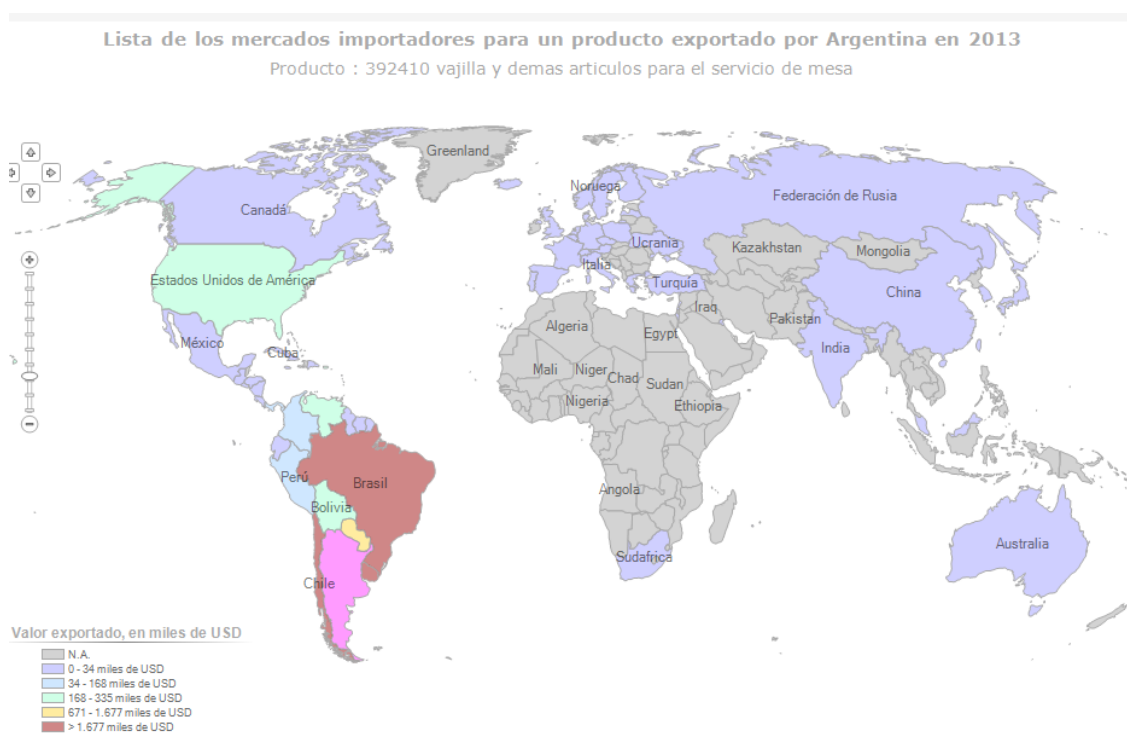 Lista de los mercados importadores para un producto exportado por Argentina en 2013
Producto : 392410 vajilla y demas articulos para el servicio de mesa
Greenland
Noruega
Federación de Rusia
Canadá
Ucrania
Kazakhstan
Mongolia
Italia
Estados Unidos de América
Turquía
China
Iraq
Pakistan
Algeria
Egypt
México
India
Cuba
Mali
Niger
Chad
Sudan
Nigeria
Ethiopia
Perú
Brasil
Angola
Bolivia
Australia
Sudafrica
Chile
Valor exportado, en miles de USD
N.A.
0 - 34 miles de USD
34 - 168 miles de USD
168 - 335 miles de USD
671 - 1.677 miles de USD
> 1.677 miles de USD